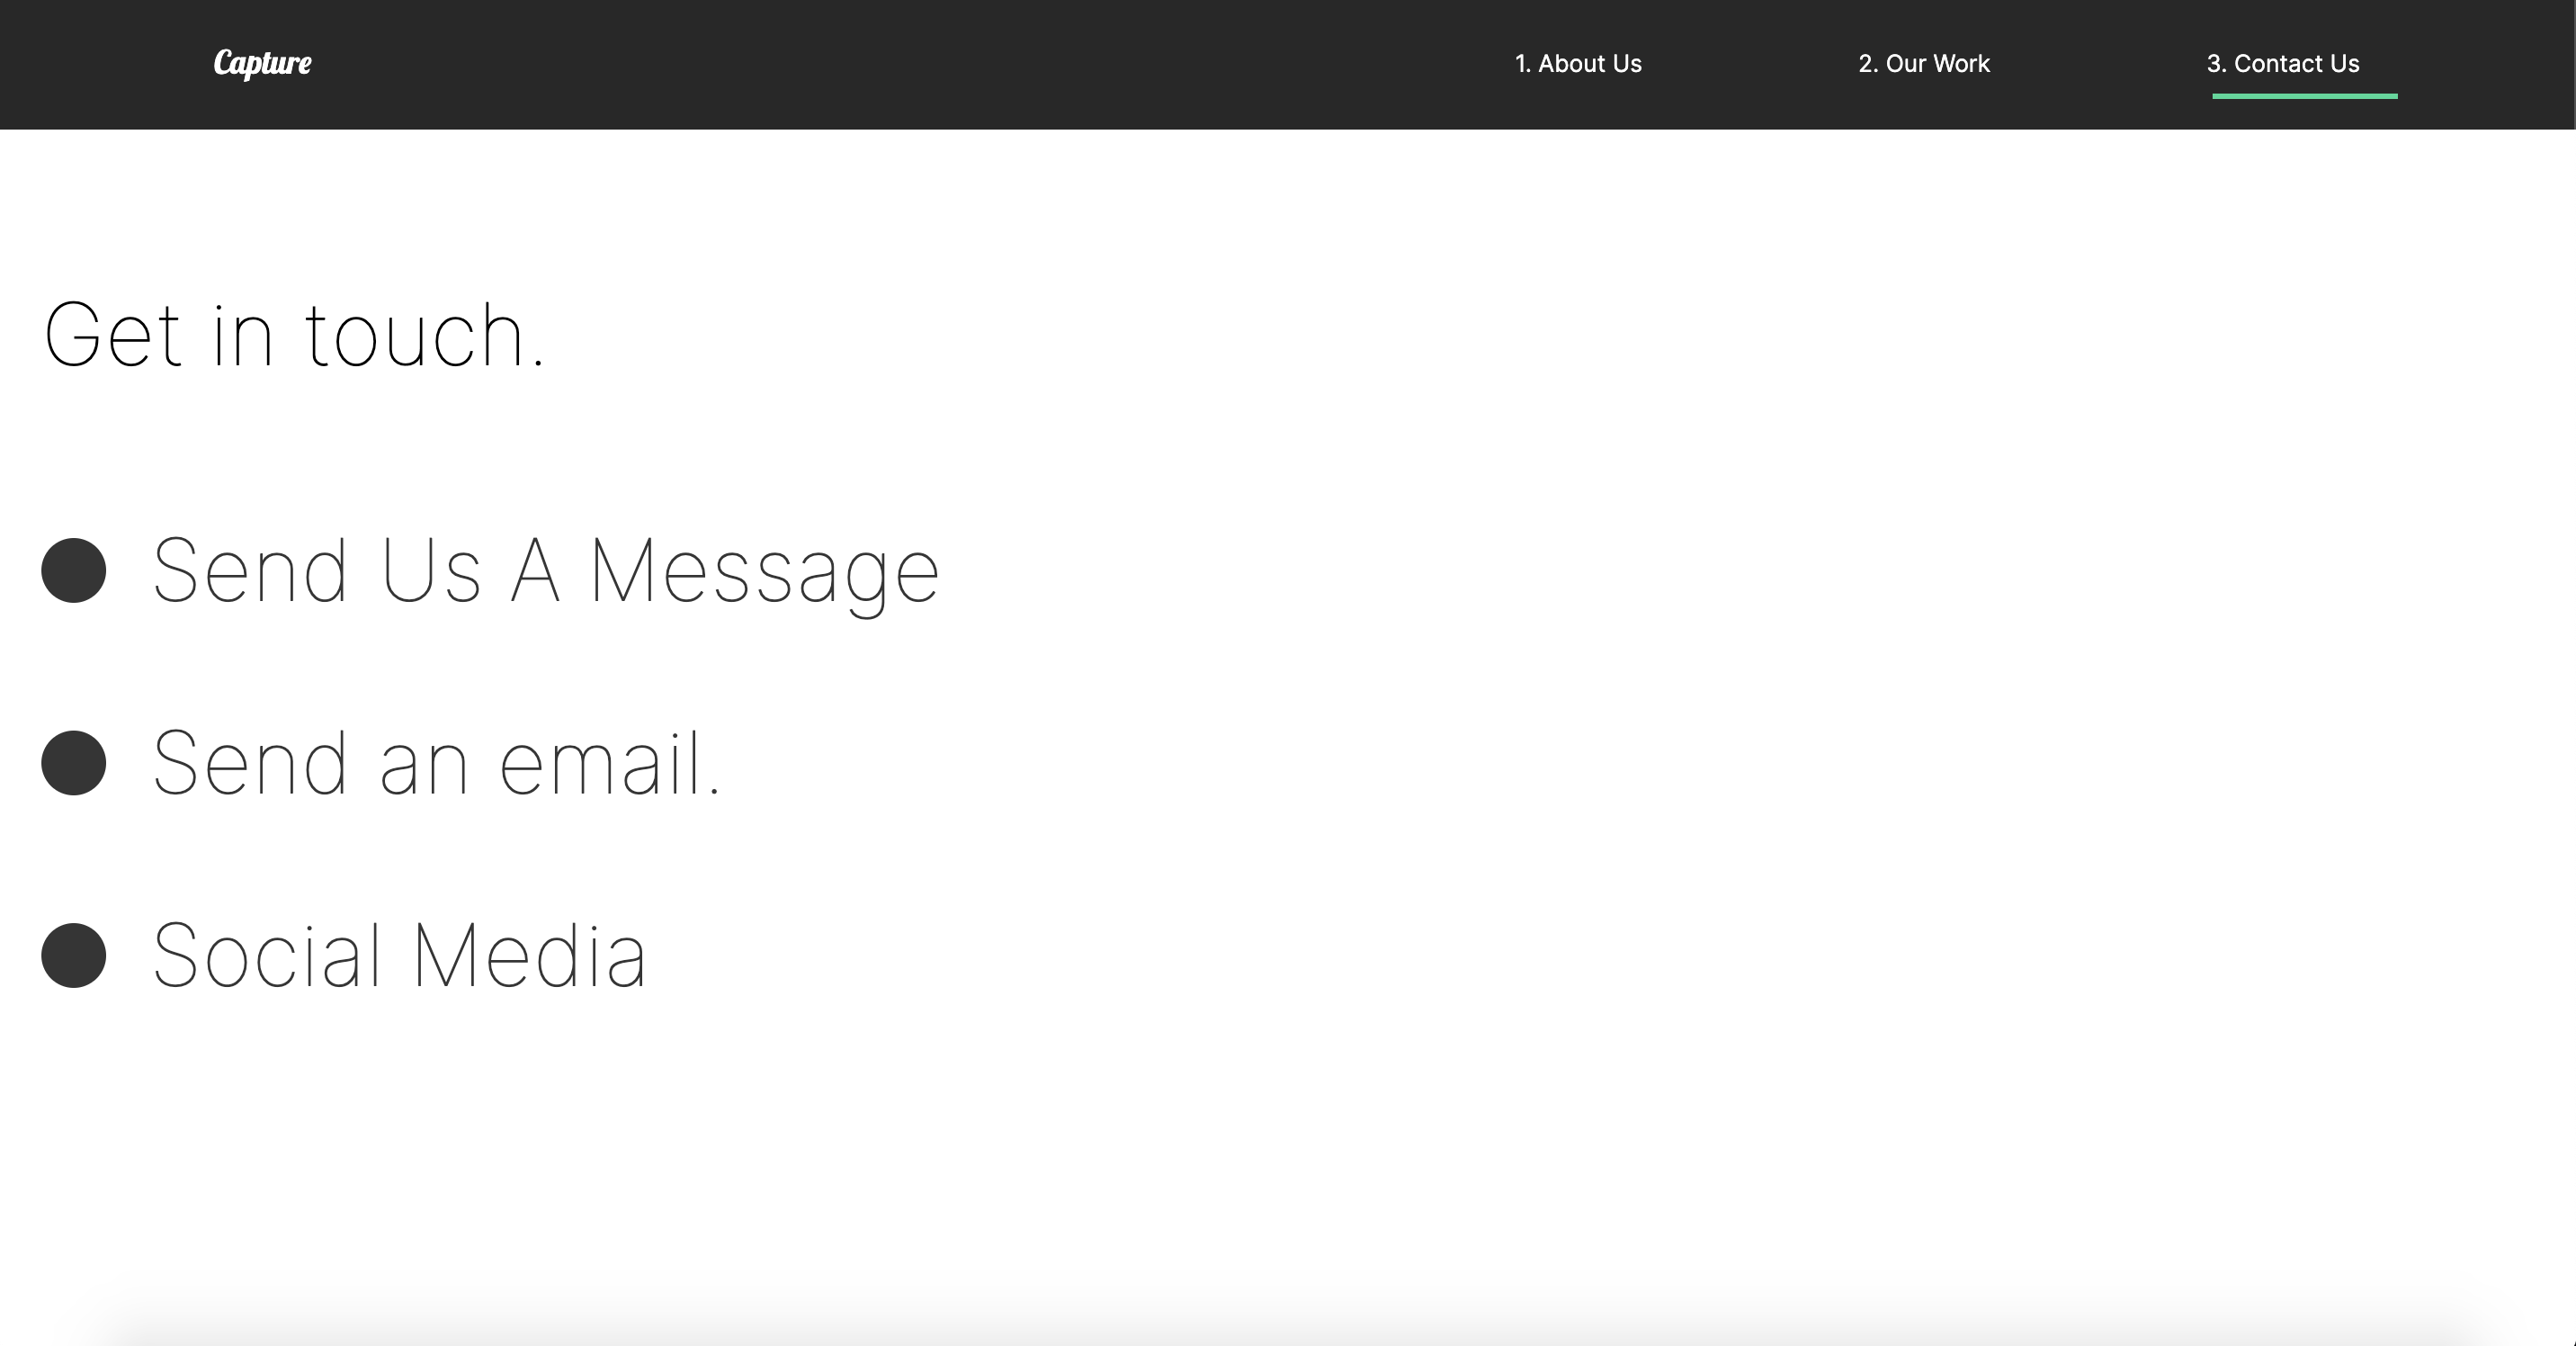 Capture
1. About Us
2. Our Work
3. Contact Us
Get in touch.
Send Us A Message
Send an email.
Social Media